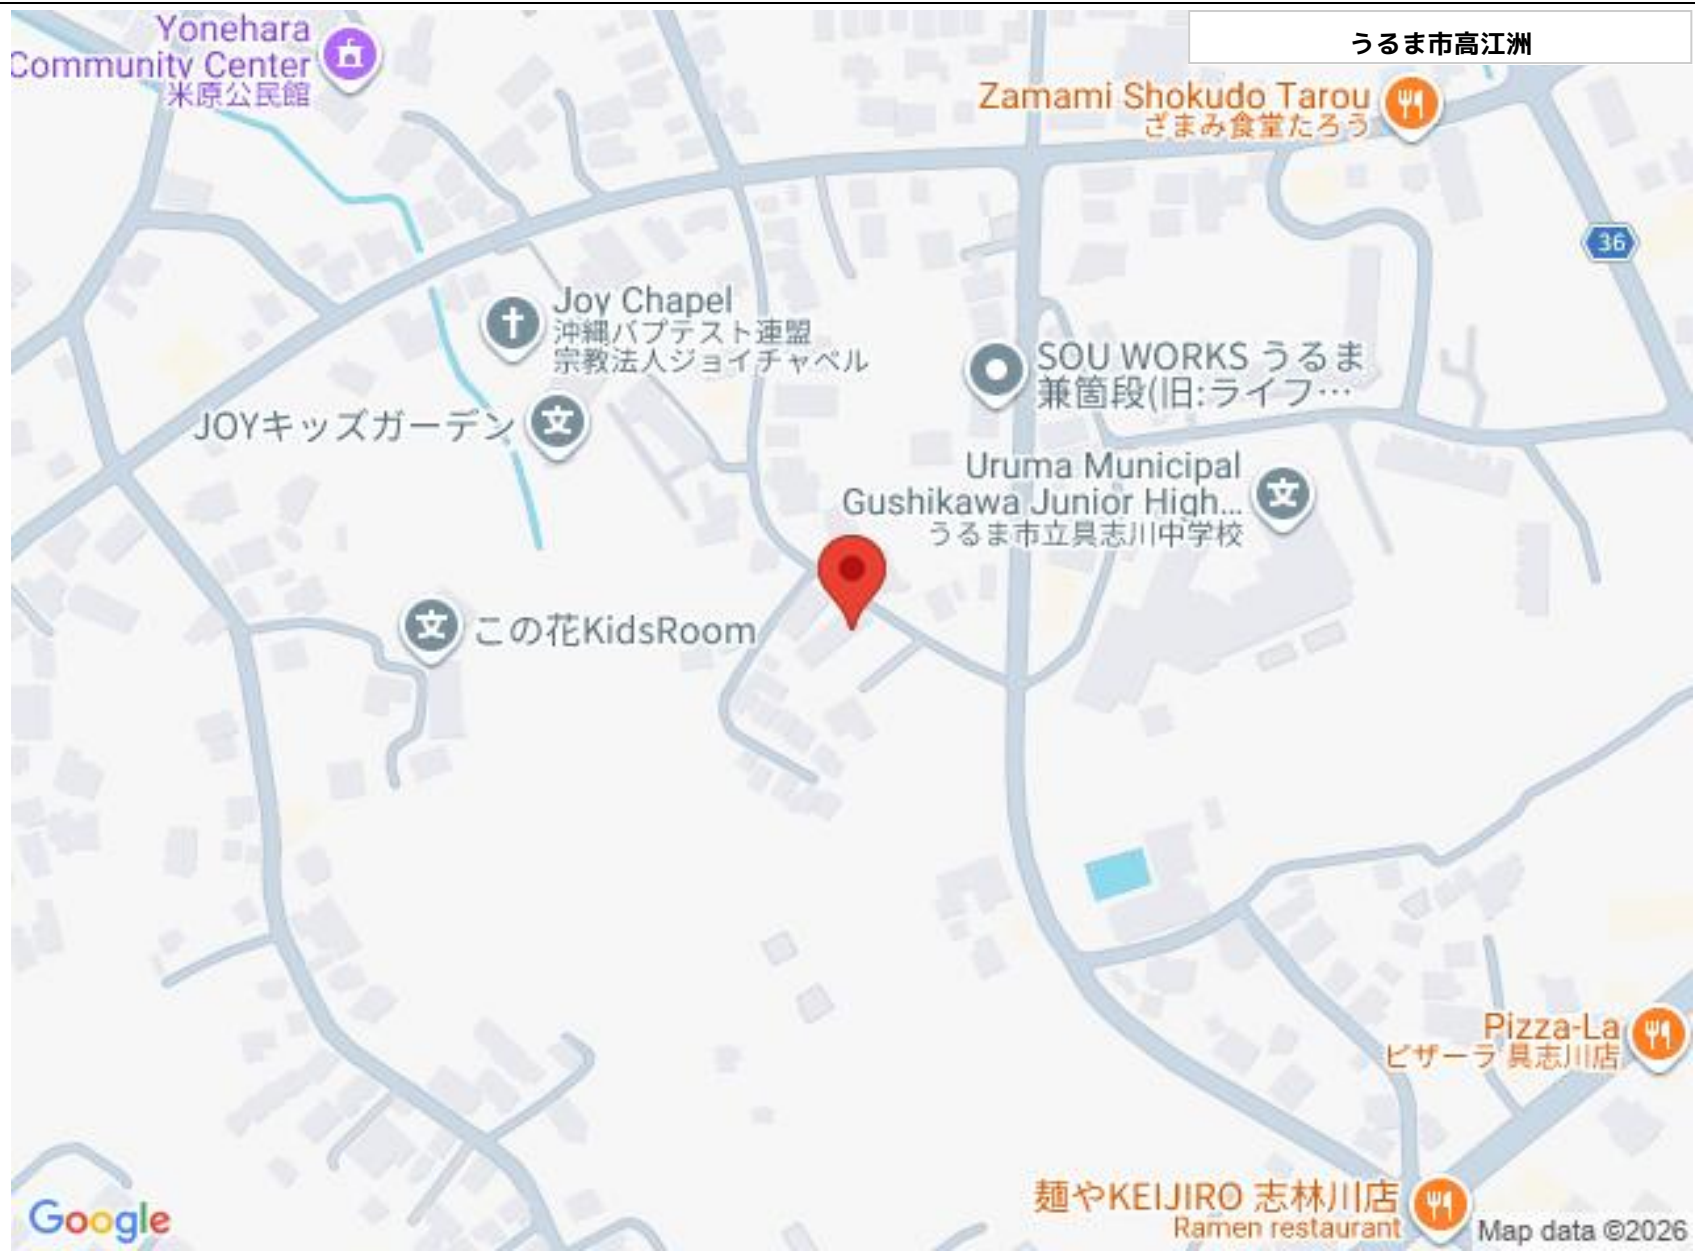 うるま市高江洲
Yonehara
Community Center
米原公民館
Zamami Shokudo Tarou
ざまみ食堂たろう
36
Joy Chapel
沖縄バプテスト連盟
宗教法人ジョイチャペル
SOU WORKS うるま
兼箇段(旧:ライフ…
JOYキッズガーデン
Uruma Municipal
Gushikawa Junior High...
うるま市立具志川中学校
この花KidsRoom
Pizza-La
ピザーラ 具志川店
麺やKEIJIRO 志林川店
Ramen restaurant
Google
Map data ©2026